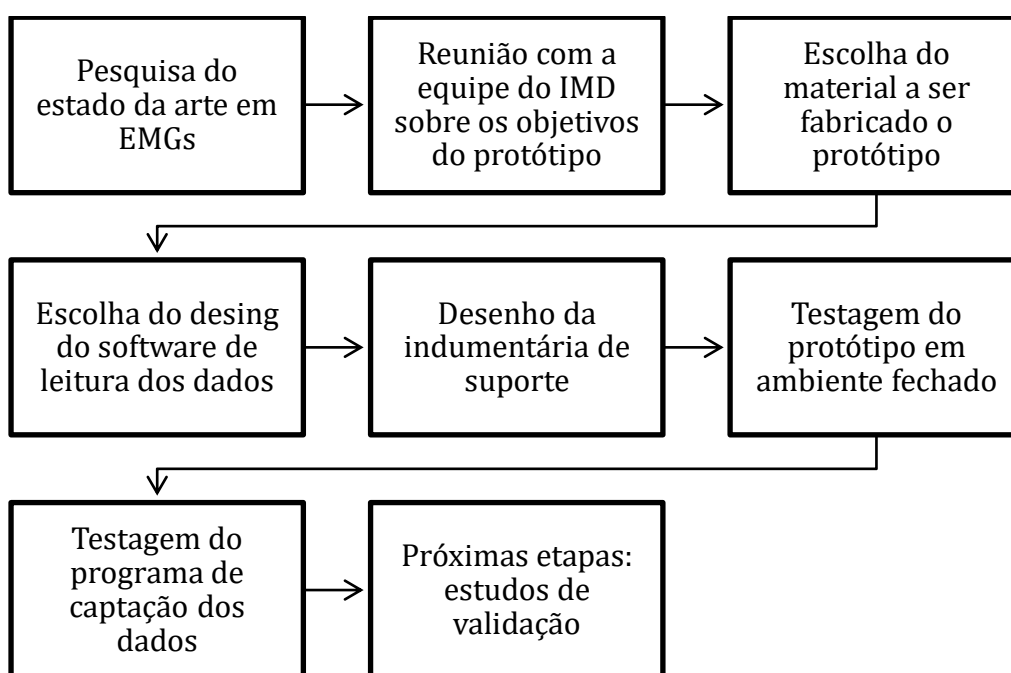 Pesquisa do
estado da arte em
EMGs
Reunião com a
equipe do IMD
sobre os objetivos
do protótipo
Escolha do
material a ser
fabricado o
protótipo
Escolha do desing
do software de
leitura dos dados
Desenho da
indumentária de
suporte
Testagem do
protótipo em
ambiente fechado
Testagem do
programa de
captação dos
dados
Próximas etapas:
estudos de
validação